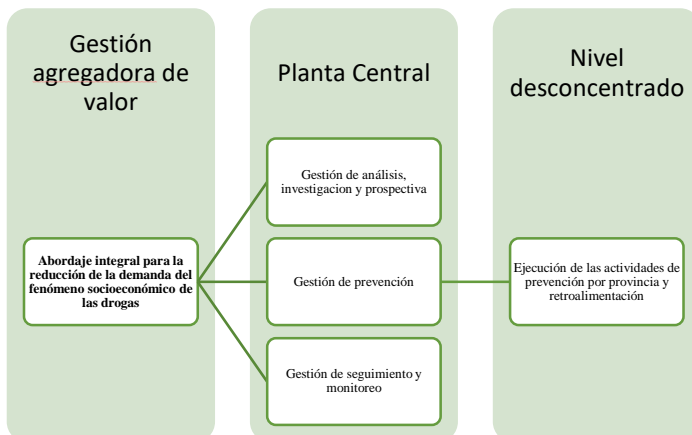 Gestión
agregadora de
valor
Planta Central
Nivel
desconcentrado
Abordaje integral para la
reducción de la demanda del
fenómeno socioeconómico de
las drogas
Gestión de análisis,
investigacion y prospectiva
Gestión de prevención
Gestión de seguimiento y
monitoreo
Ejecución de las actividades de
prevención por provincia y
retroalimentación